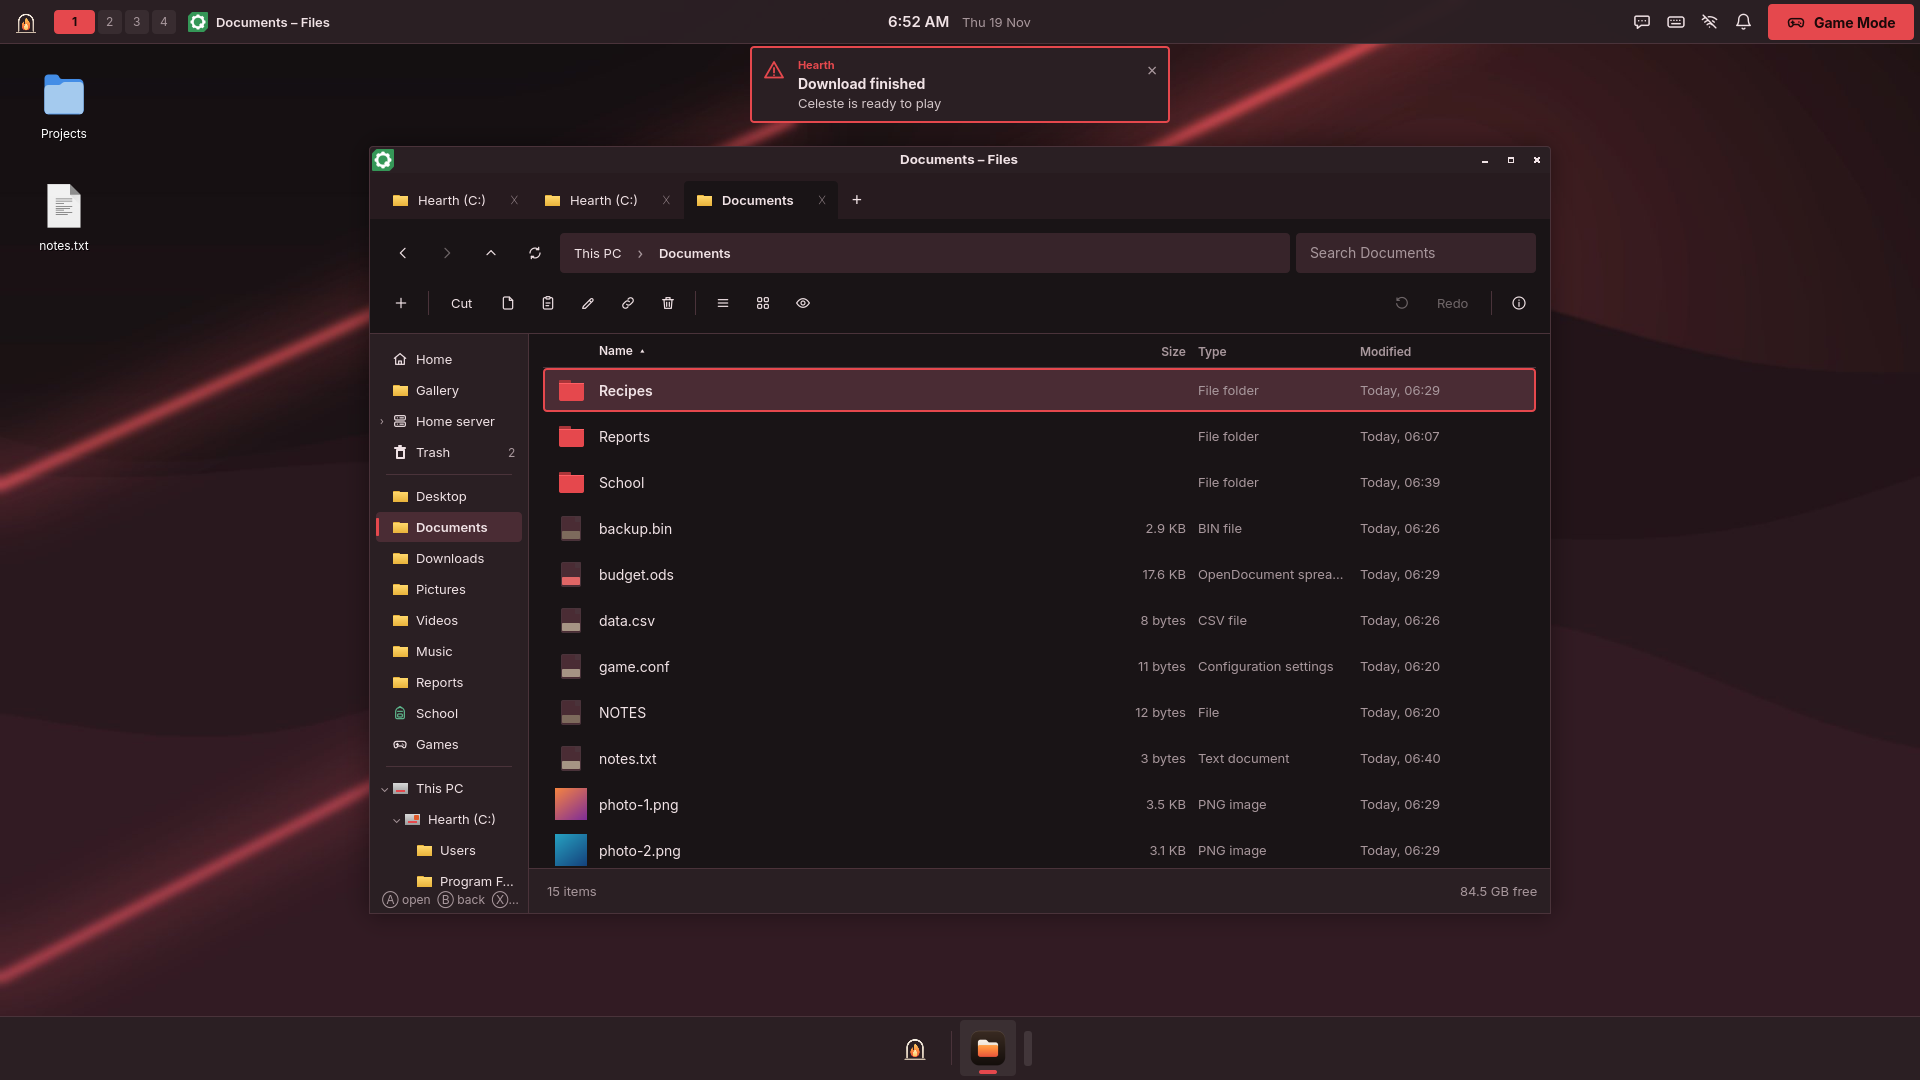 1 2 3 4 Documents – Files 6:52 AM Thu 19 Nov Game Mode
Hearth
Download finished
Celeste is ready to play
Projects
notes.txt
Documents – Files
Hearth (C:) X Hearth (C:) X Documents X +
This PC › Documents Search Documents
Cut Redo
Name Size Type Modified
Home
Gallery
Home server
Trash 2
Desktop
Documents
Downloads
Pictures
Videos
Music
Reports
School
Games
This PC
Hearth (C:)
Users
Program F...
A open B back X...
Recipes File folder Today, 06:29
Reports File folder Today, 06:07
School File folder Today, 06:39
backup.bin 2.9 KB BIN file Today, 06:26
budget.ods 17.6 KB OpenDocument sprea... Today, 06:29
data.csv 8 bytes CSV file Today, 06:26
game.conf 11 bytes Configuration settings Today, 06:20
NOTES 12 bytes File Today, 06:20
notes.txt 3 bytes Text document Today, 06:40
photo-1.png 3.5 KB PNG image Today, 06:29
photo-2.png 3.1 KB PNG image Today, 06:29
15 items 84.5 GB free